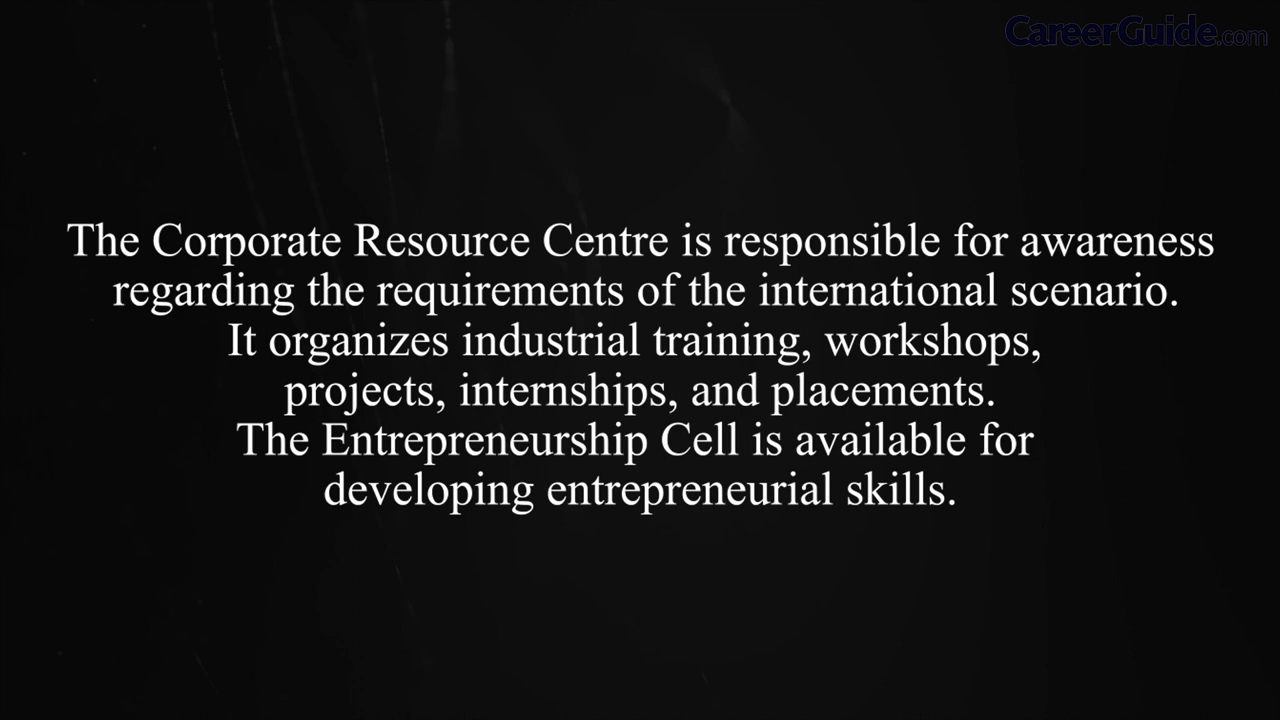 CareerGuide.com
The Corporate Resource Centre is responsible for awareness
regarding the requirements of the international scenario.
It organizes industrial training, workshops,
projects, internships, and placements.
The Entrepreneurship Cell is available for
developing entrepreneurial skills.